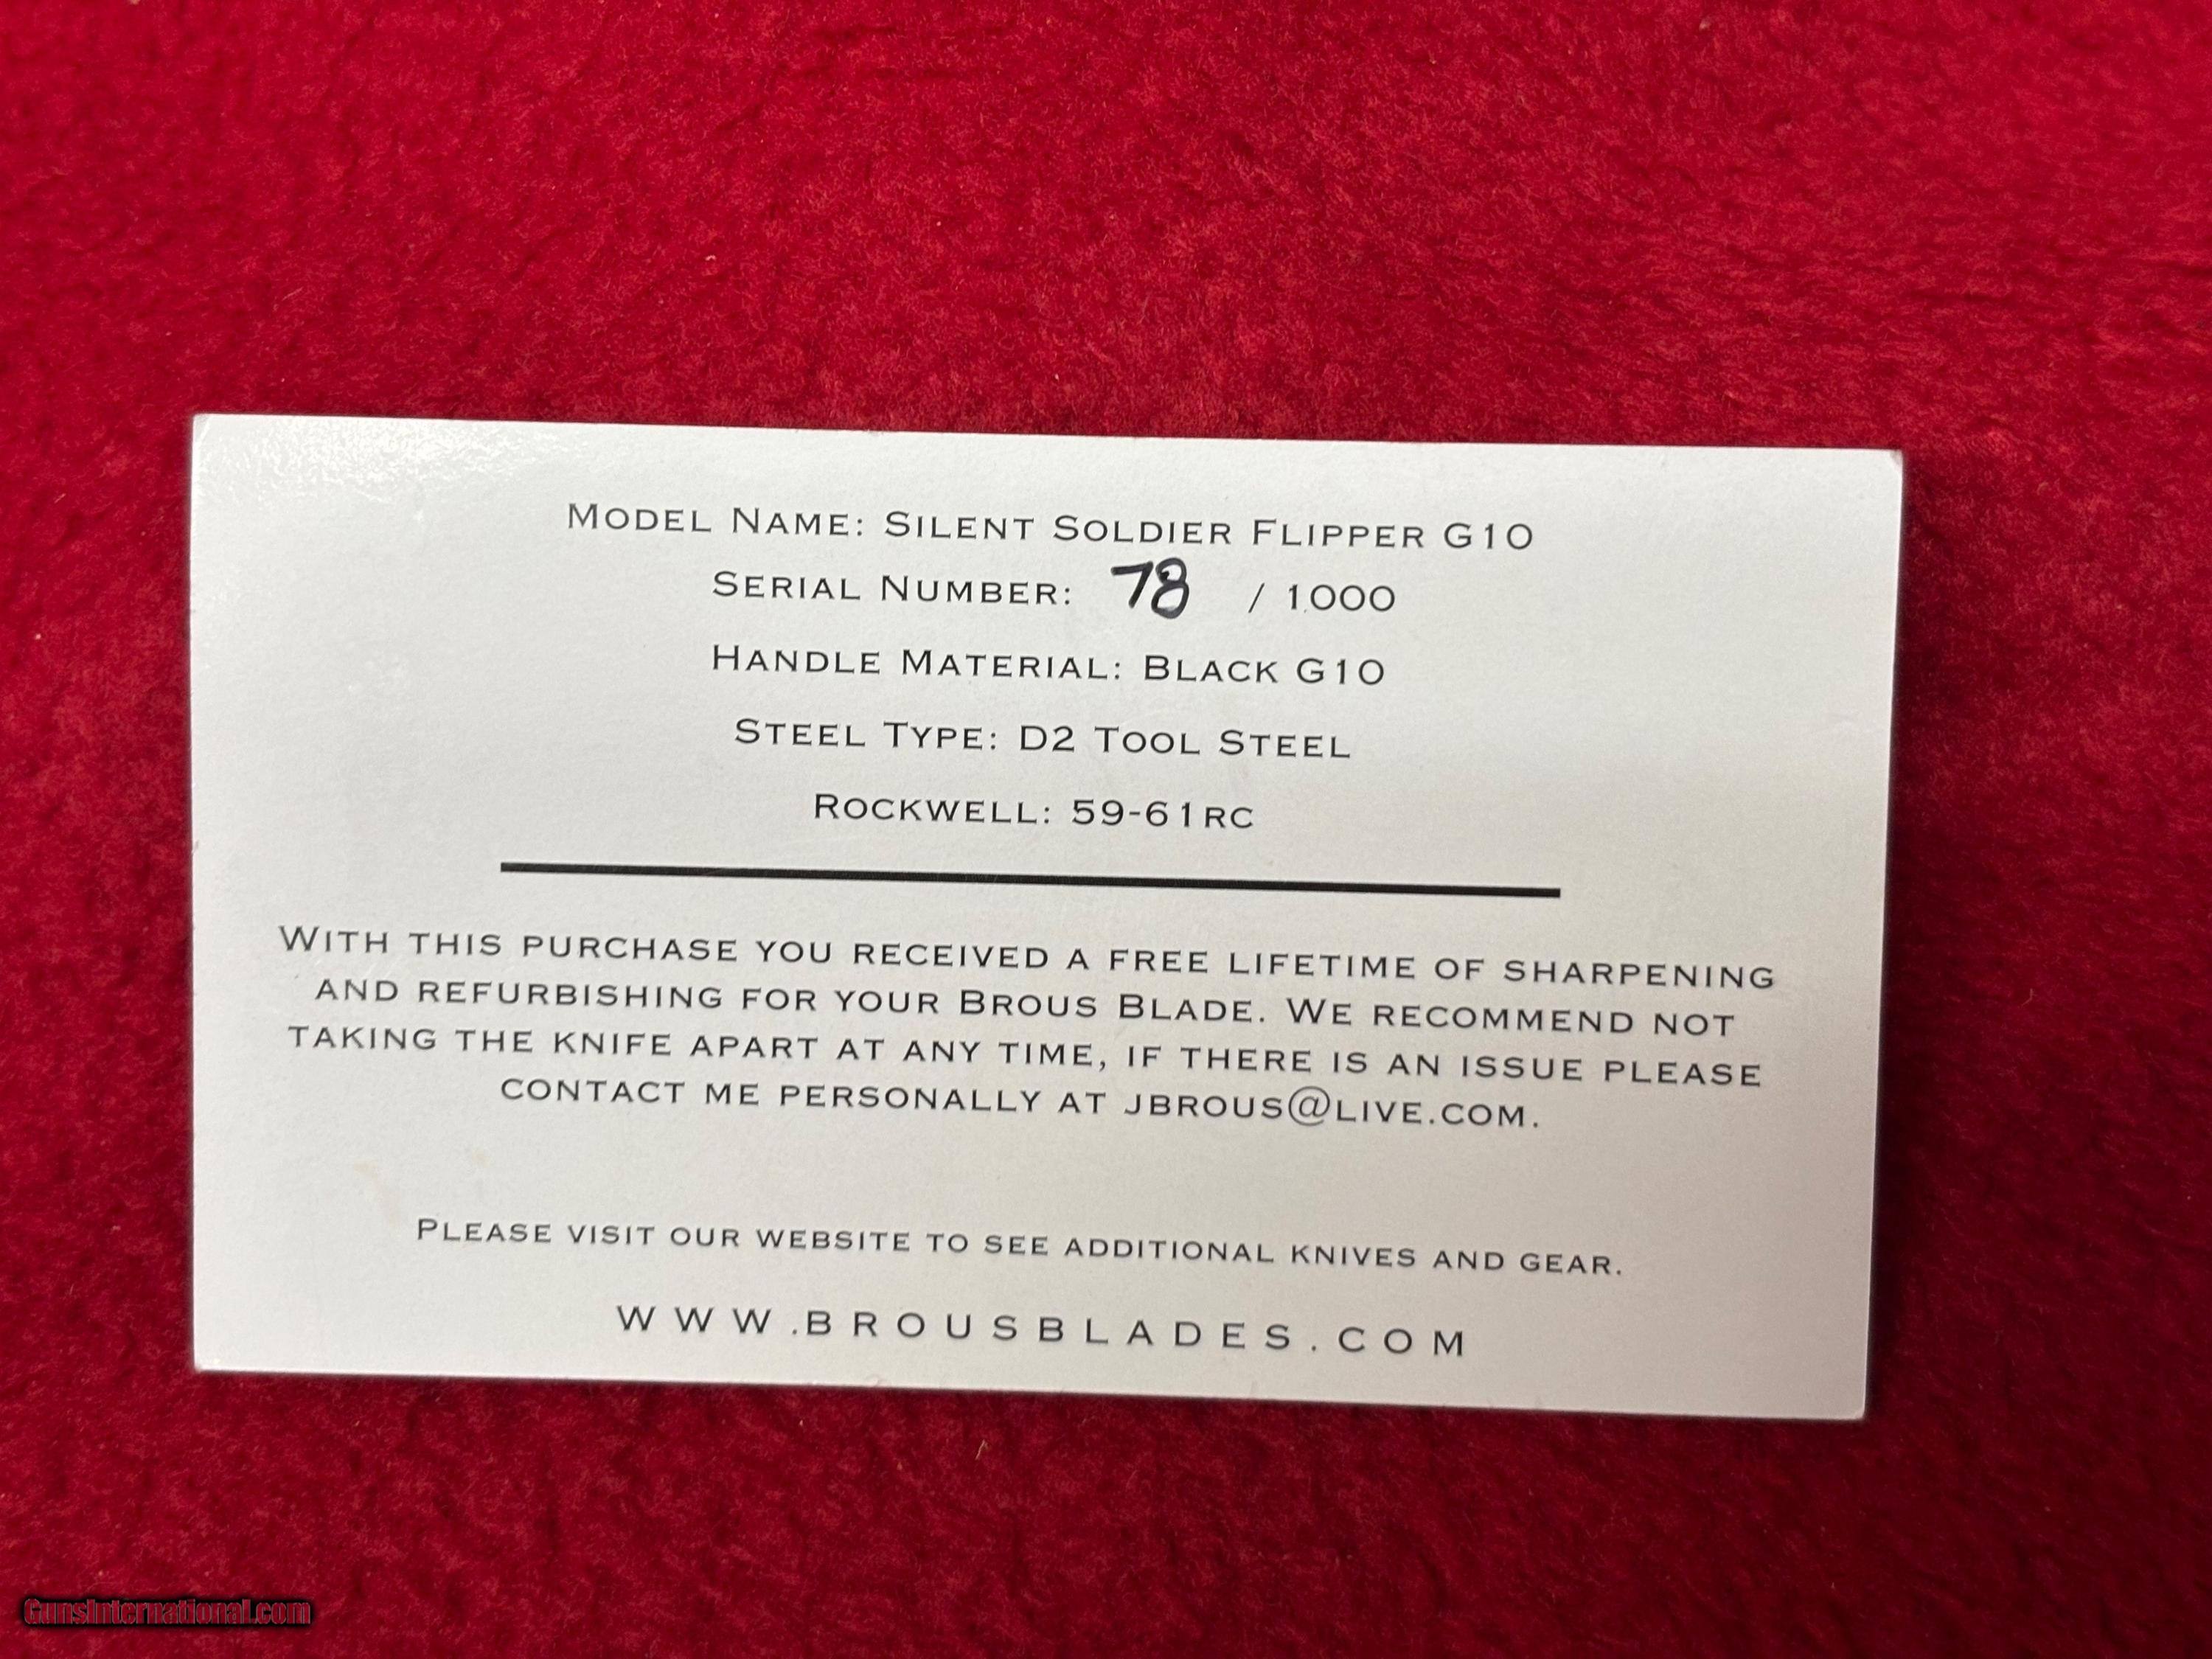 Model Name: Silent Soldier Flipper G10
Serial Number: 78 / 1000
Handle Material: Black G10
Steel Type: D2 Tool Steel
Rockwell: 59-61rc
With this purchase you received a free lifetime of sharpening
and refurbishing for your Brous Blade. We recommend not
taking the knife apart at any time, if there is an issue please
contact me personally at jbrous@live.com.
Please visit our website to see additional knives and gear.
WWW.BROUSBLADES.COM
GunsInternational.com